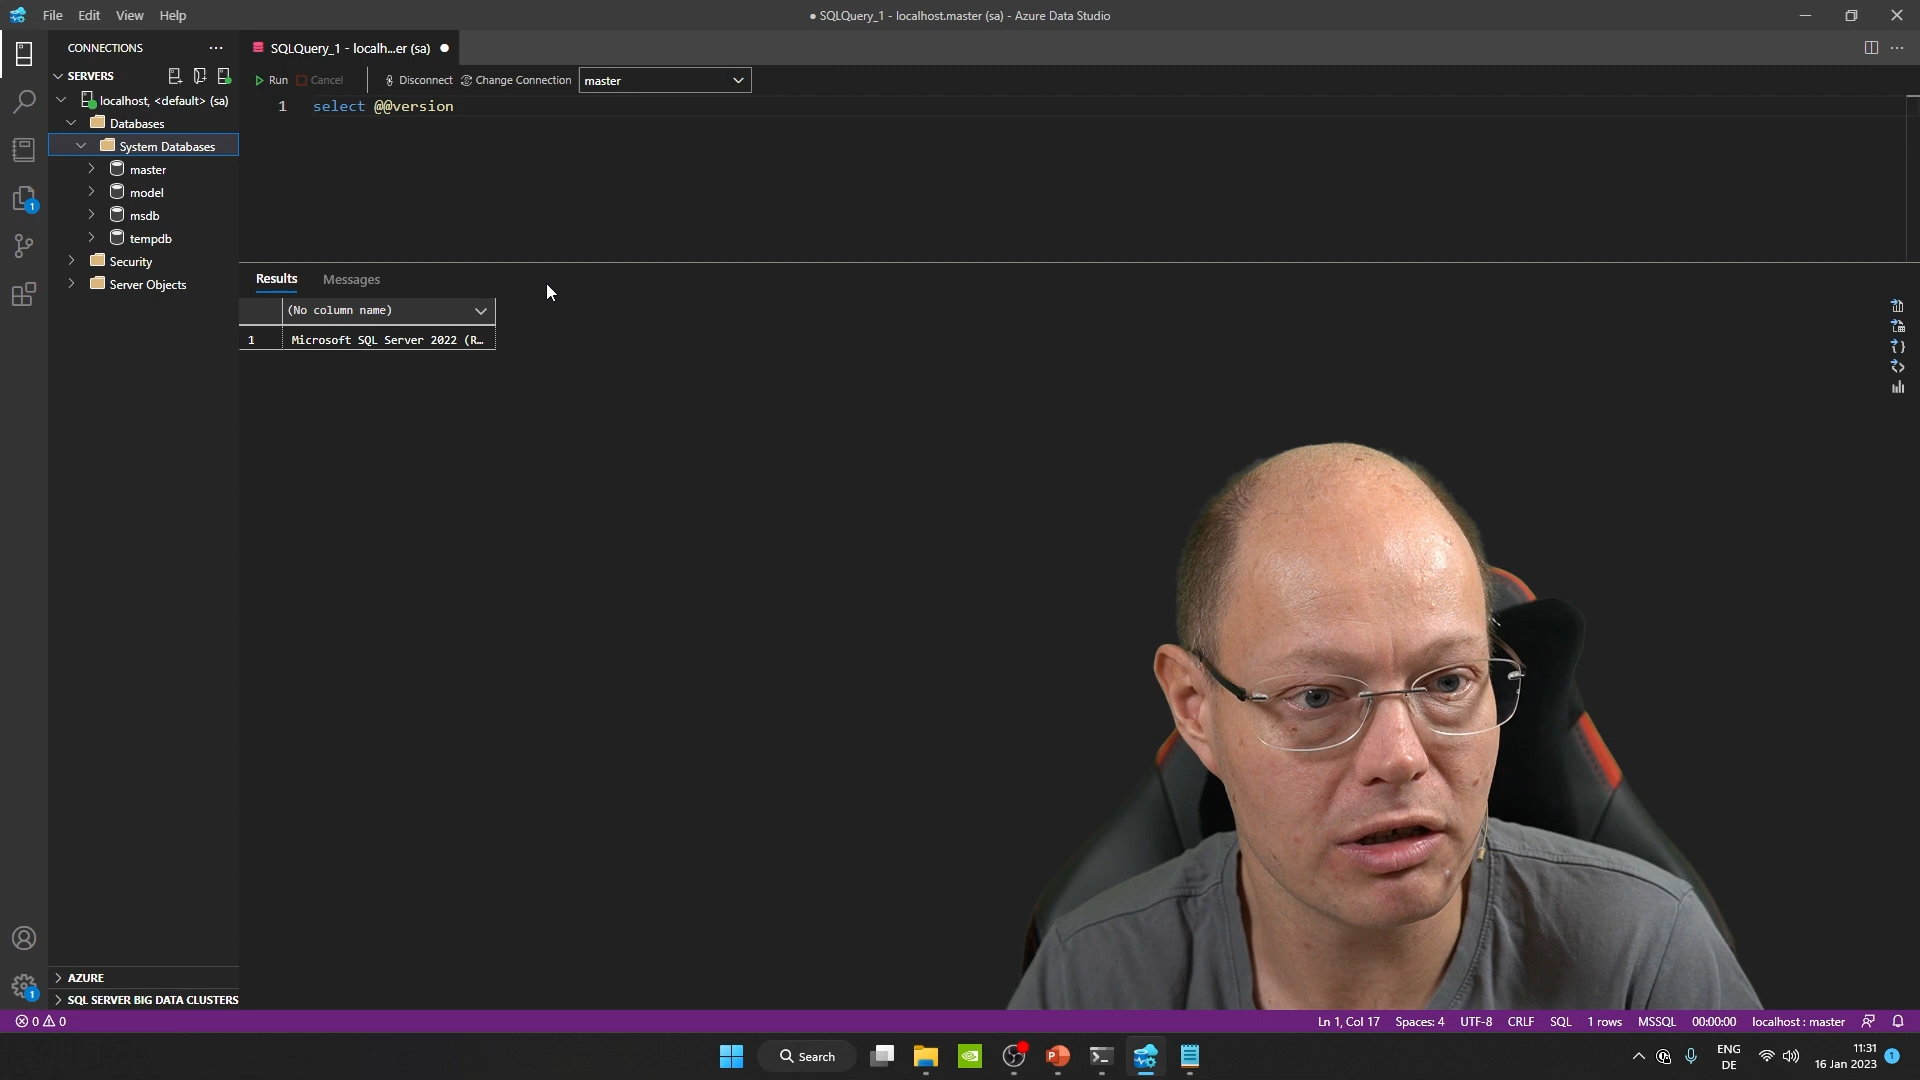 File Edit View Help
● SQLQuery_1 - localhost.master (sa) - Azure Data Studio
CONNECTIONS
SQLQuery_1 - localh...er (sa)
SERVERS
Run Cancel Disconnect Change Connection master
localhost, <default> (sa)
1 select @@version
Databases
System Databases
master
model
msdb
tempdb
Security
Server Objects
Results Messages
(No column name)
1 Microsoft SQL Server 2022 (R…
AZURE
SQL SERVER BIG DATA CLUSTERS
1
1
0 0
Ln 1, Col 17 Spaces: 4 UTF-8 CRLF SQL 1 rows MSSQL 00:00:00 localhost : master
Search
ENG
DE
11:31
16 Jan 2023
1